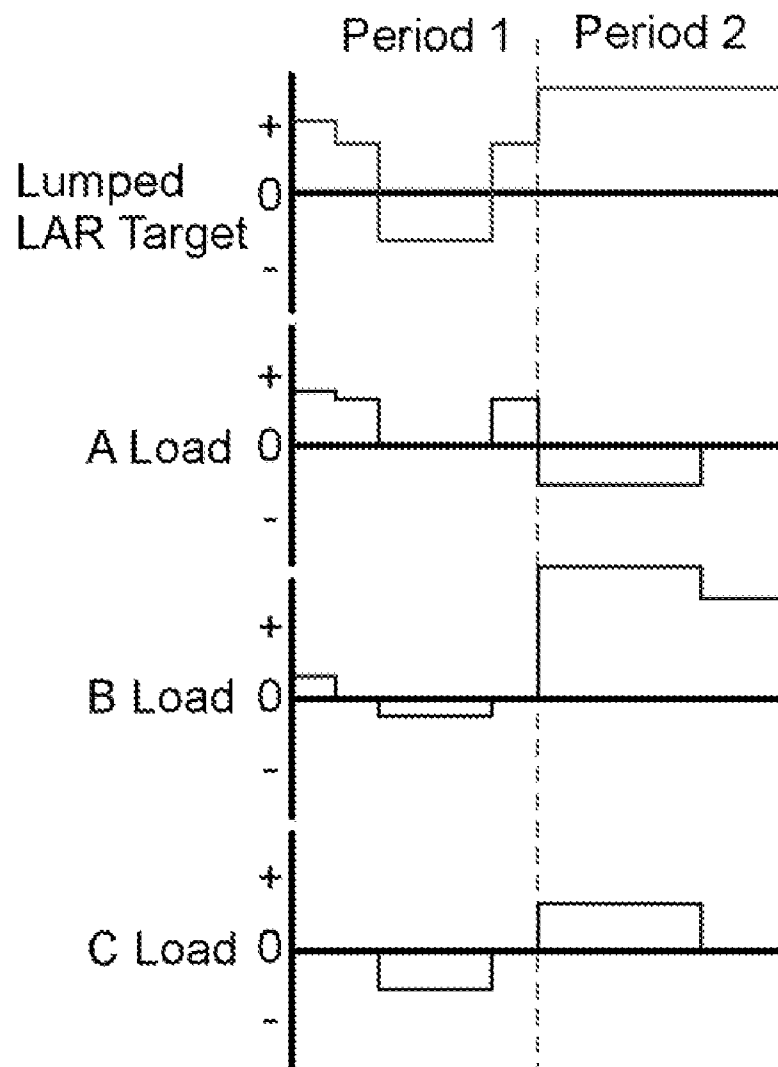 Period 1 Period 2
+
Lumped
LAR Target
0
-
+
A Load 0
-
+
B Load 0
-
+
C Load 0
-